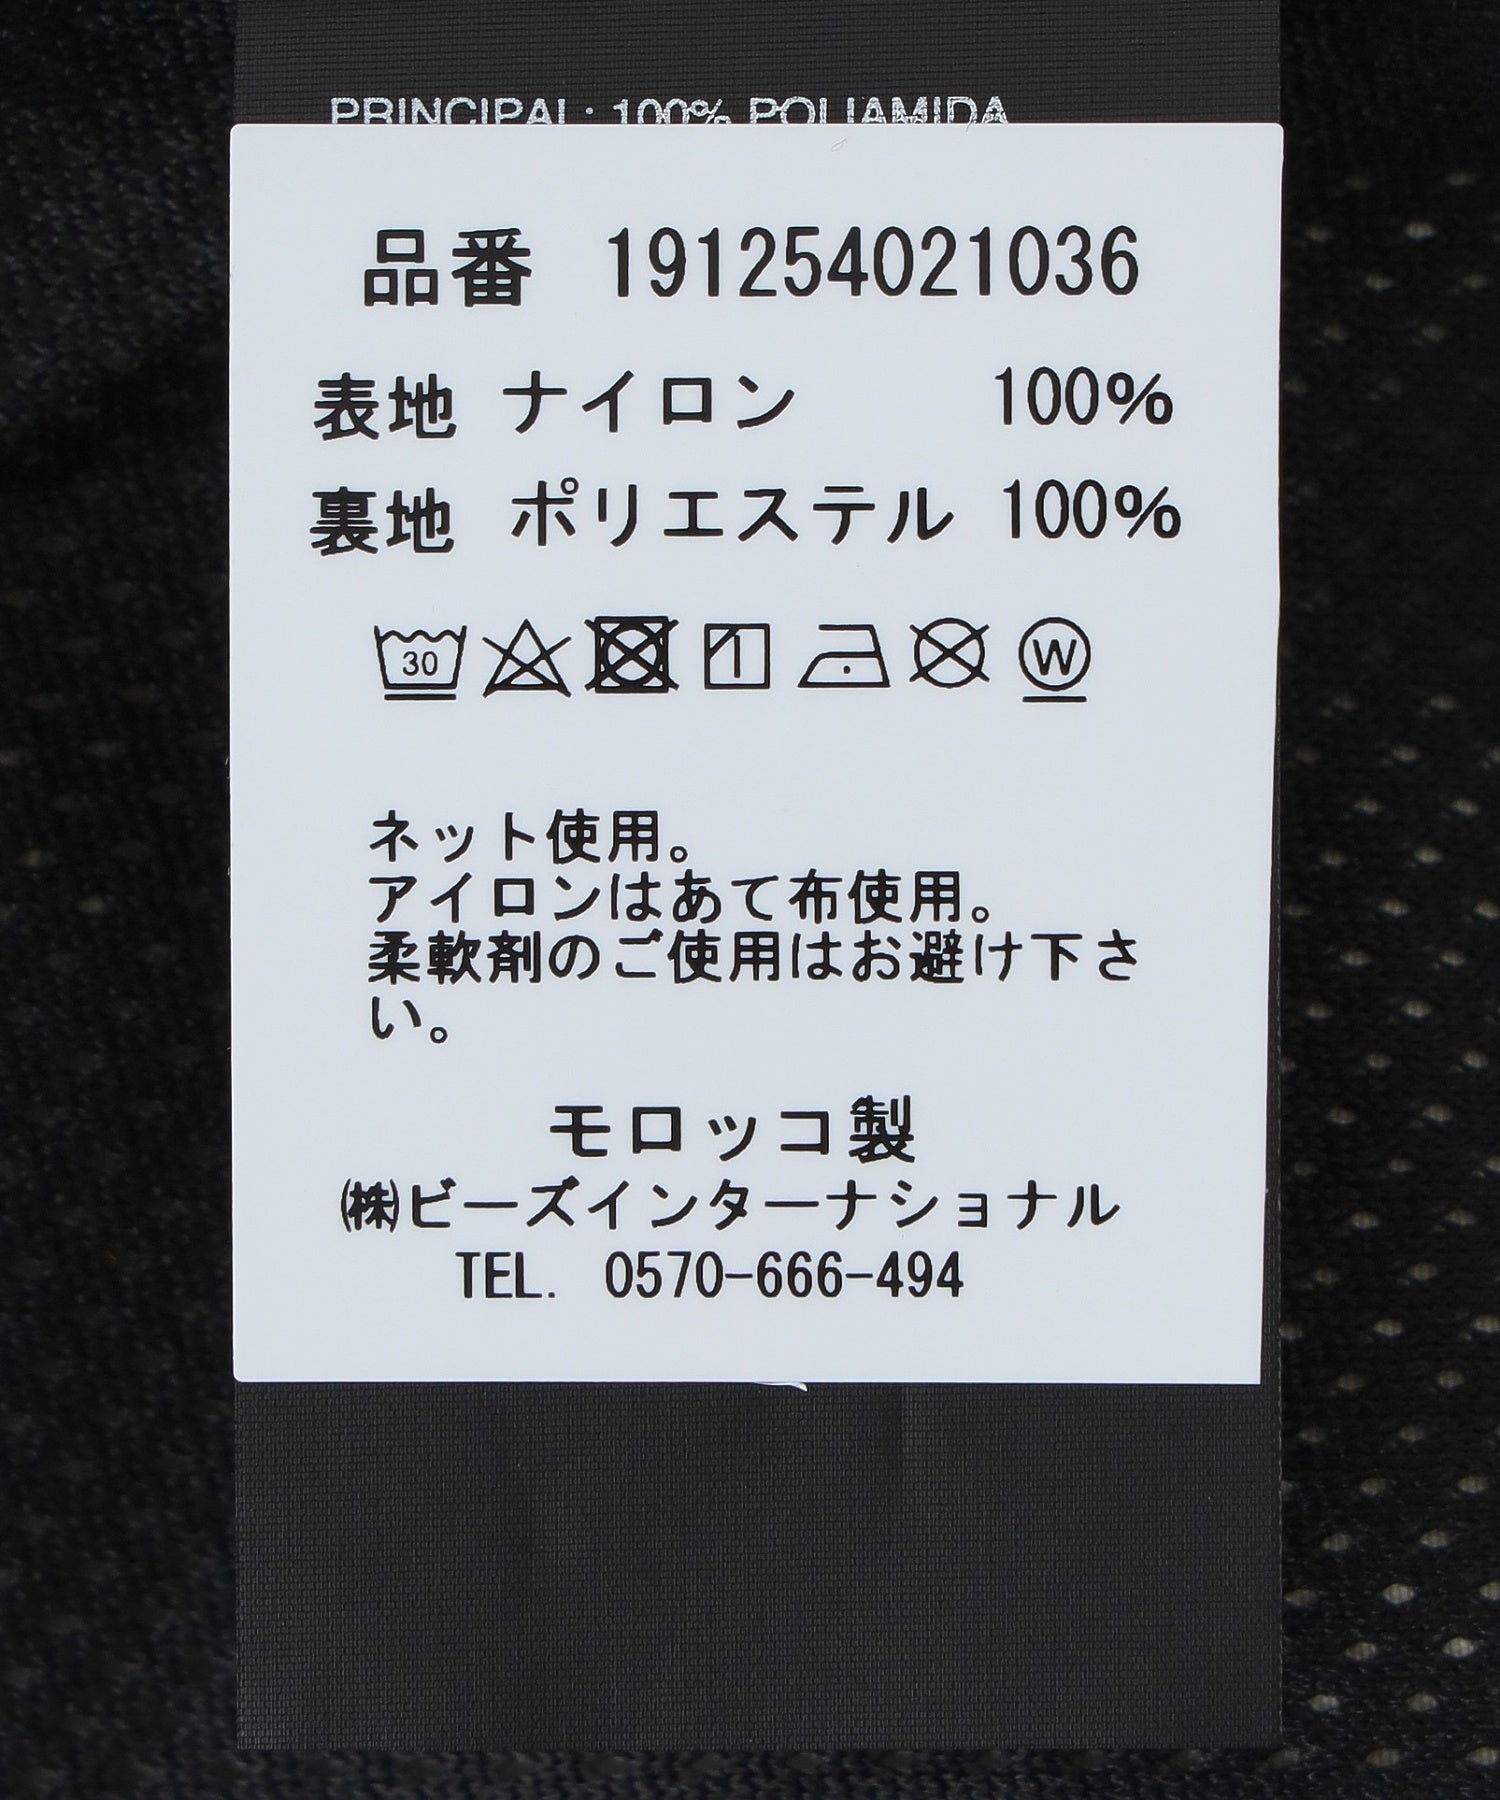 PRINCIPAL: 100% POLIAMIDA
品番 191254021036
表地 ナイロン 100%
裏地 ポリエステル 100%
30 W
ネット使用。
アイロンはあて布使用。
柔軟剤のご使用はお避け下さ
い。
モロッコ製
㈱ビーズインターナショナル
TEL. 0570-666-494